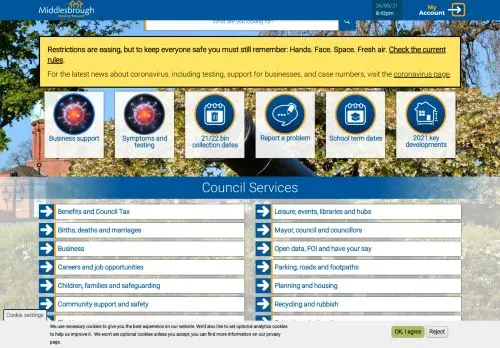 Middlesbrough
moving forward
What are you looking for?
26/05/21
8:42pm
My
Account
Restrictions are easing, but to keep everyone safe you must still remember: Hands. Face. Space. Fresh air. Check the current
rules.
For the latest news about coronavirus, including testing, support for businesses, and case numbers, visit the coronavirus page.
Business support
Symptoms and
testing
21/22 bin
collection dates
Report a problem
School term dates
2021 key
developments
Council Services
Benefits and Council Tax
Leisure, events, libraries and hubs
Births, deaths and marriages
Mayor, council and councillors
Business
Open data, FOI and have your say
Careers and job opportunities
Parking, roads and footpaths
Children, families and safeguarding
Planning and housing
Community support and safety
Recycling and rubbish
Cookie settings
We use necessary cookies to give you the best experience on our website. We'd also like to set optional analytics
cookies to help us improve it. We won't set optional cookies unless you accept, you can find more information on our privacy
page.
OK, I agree
Reject